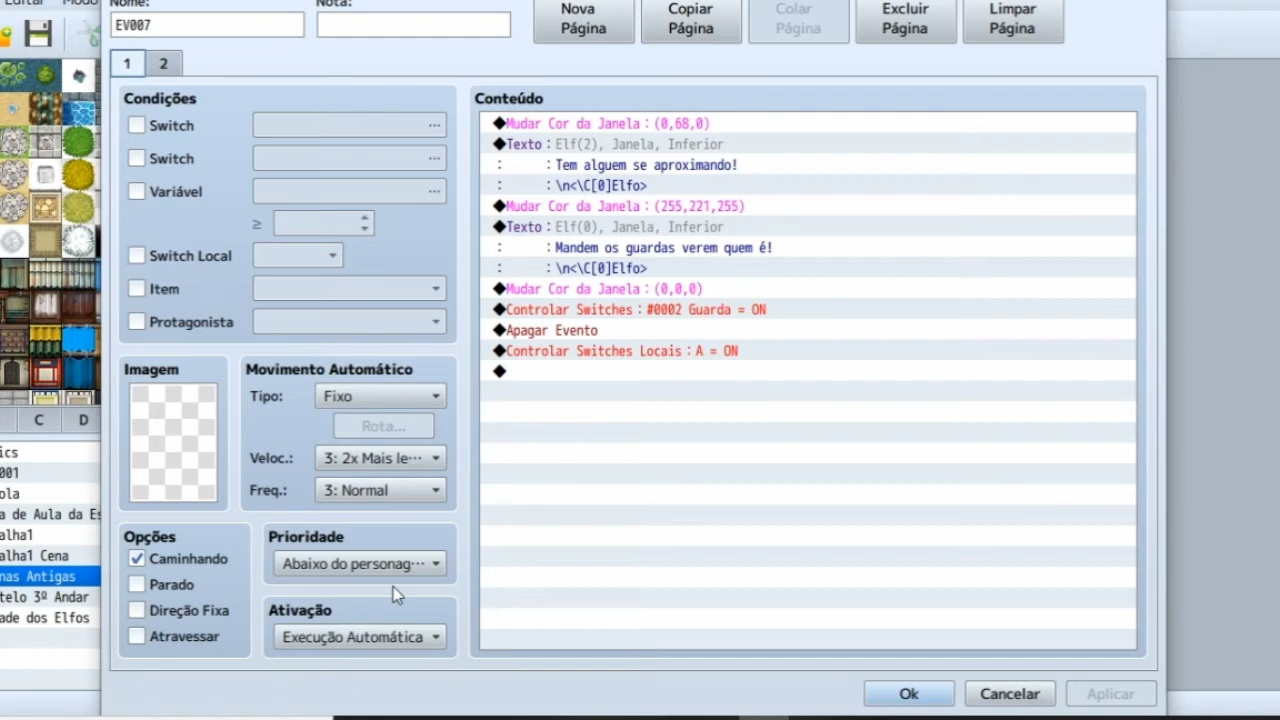 Editar Modo
Nome:
Nota:
EV007
Nova
Página
Copiar
Página
Colar
Página
Excluir
Página
Limpar
Página
1
2
Condições
Switch
Switch
Variável
≥
Switch Local
Item
Protagonista
Imagem
Movimento Automático
Tipo:
Fixo
Rota...
Veloc.:
3: 2x Mais le···
Freq.:
3: Normal
Opções
Caminhando
Parado
Direção Fixa
Atravessar
Prioridade
Abaixo do personag···
Ativação
Execução Automática
Conteúdo
◆Mudar Cor da Janela：(0,68,0)
◆Texto：Elf(2), Janela, Inferior
：　　：Tem alguem se aproximando!
：　　：\n<\C[0]Elfo>
◆Mudar Cor da Janela：(255,221,255)
◆Texto：Elf(0), Janela, Inferior
：　　：Mandem os guardas verem quem é!
：　　：\n<\C[0]Elfo>
◆Mudar Cor da Janela：(0,0,0)
◆Controlar Switches：#0002 Guarda = ON
◆Apagar Evento
◆Controlar Switches Locais：A = ON
◆
C
D
ics
001
ola
a de Aula da Es
alha1
alha1 Cena
nas Antigas
telo 3º Andar
ade dos Elfos
Ok
Cancelar
Aplicar